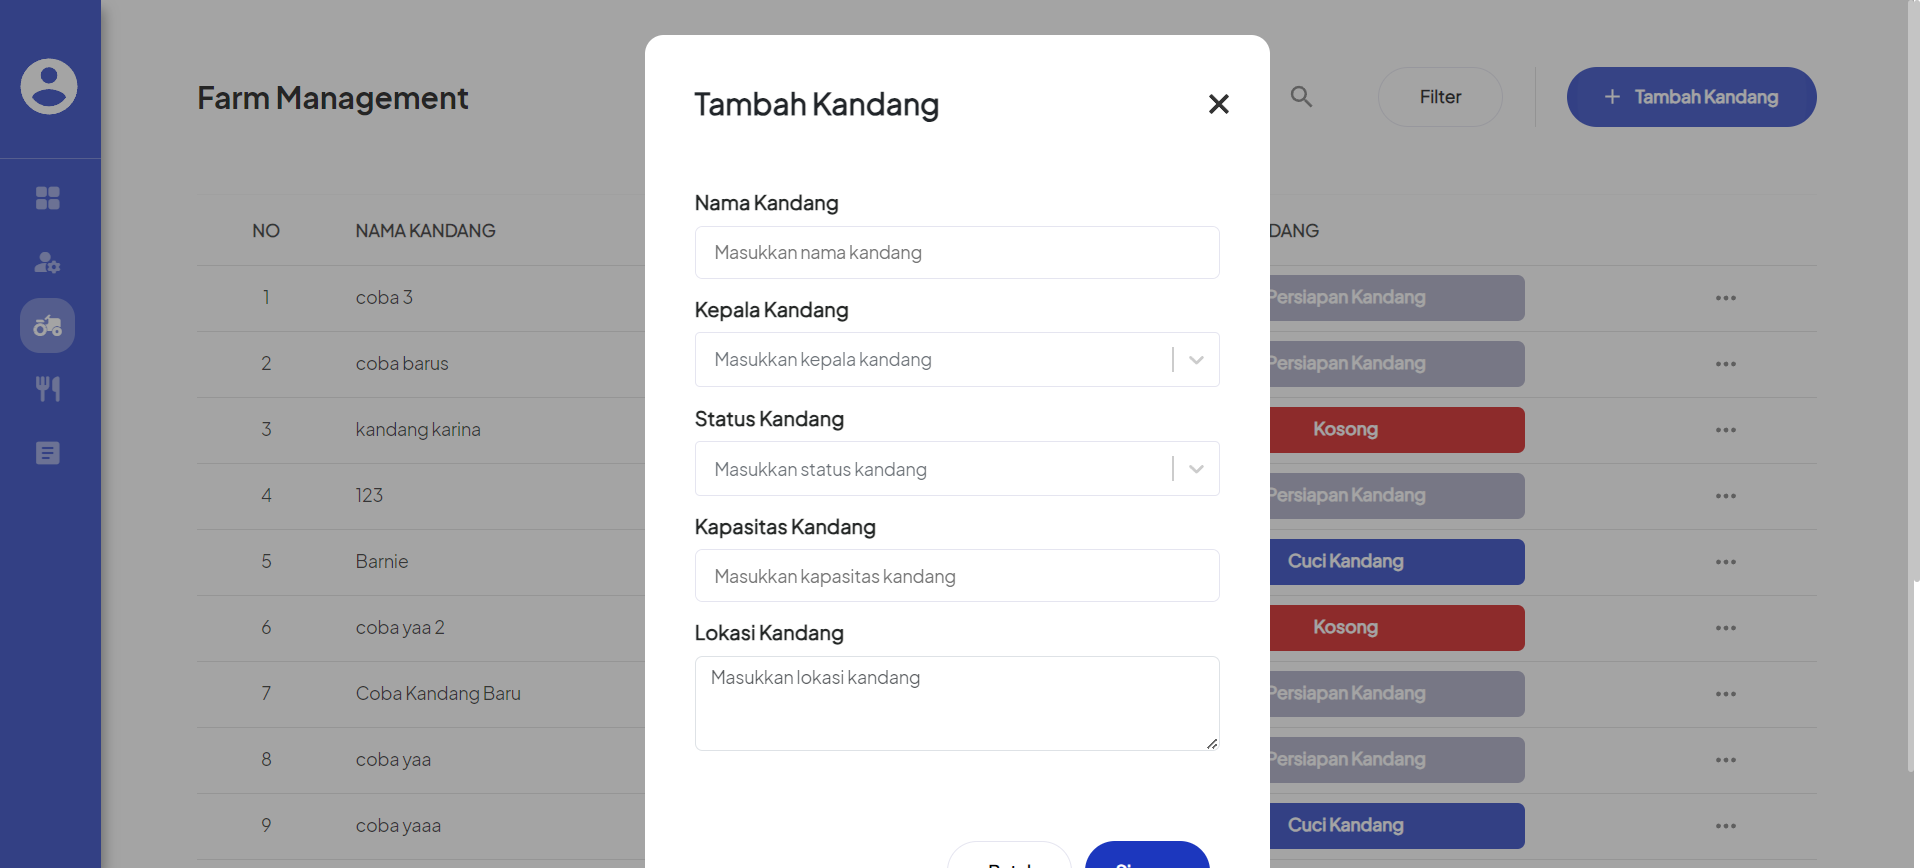 Farm Management
Filter
+ Tambah Kandang
Tambah Kandang
Nama Kandang
Masukkan nama kandang
Kepala Kandang
Masukkan kepala kandang
Status Kandang
Masukkan status kandang
Kapasitas Kandang
Masukkan kapasitas kandang
Lokasi Kandang
Masukkan lokasi kandang
NO NAMA KANDANG DANG
1 coba 3 Persiapan Kandang
2 coba barus Persiapan Kandang
3 kandang karina Kosong
4 123 Persiapan Kandang
5 Barnie Cuci Kandang
6 coba yaa 2 Kosong
7 Coba Kandang Baru Persiapan Kandang
8 coba yaa Persiapan Kandang
9 coba yaaa Cuci Kandang